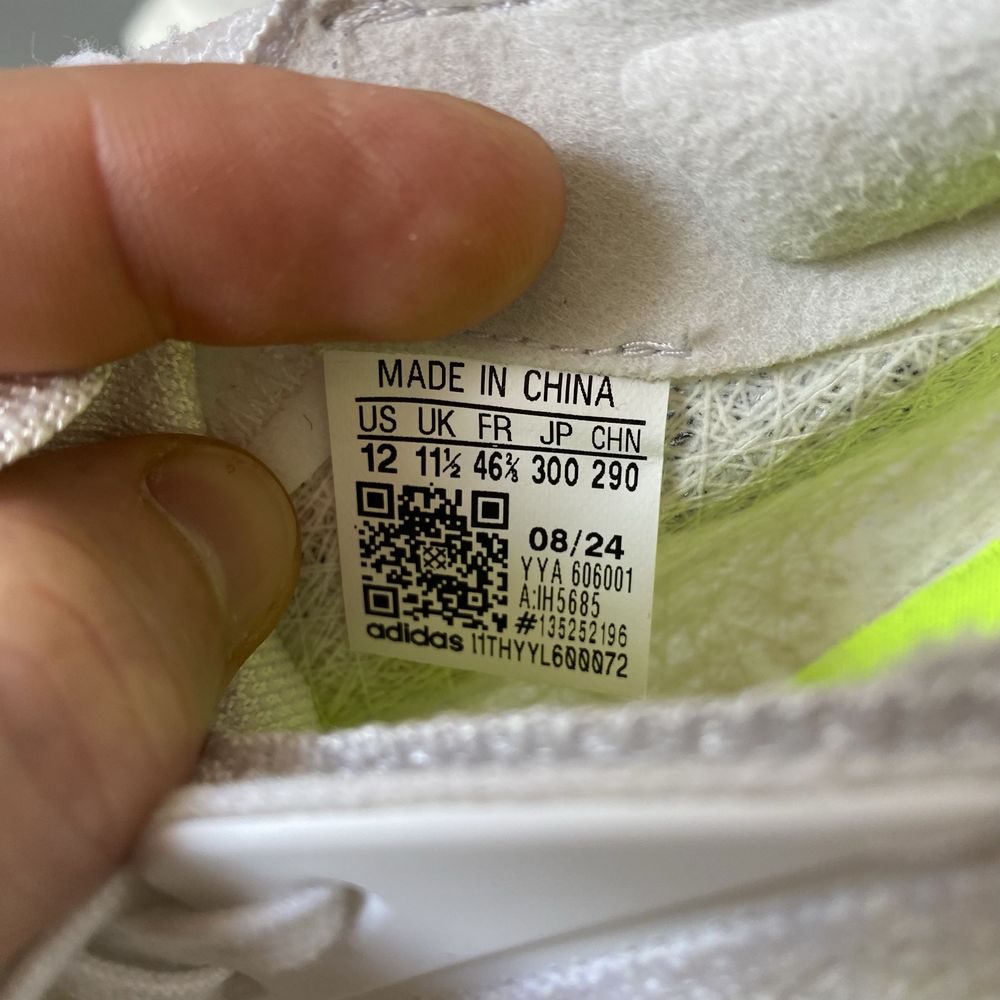 MADE IN CHINA
US UK FR JP CHN
12 11½ 46⅔ 300 290
08/24
YYA 606001
A:IH5685
#135252196
adidas I1THYYL600072